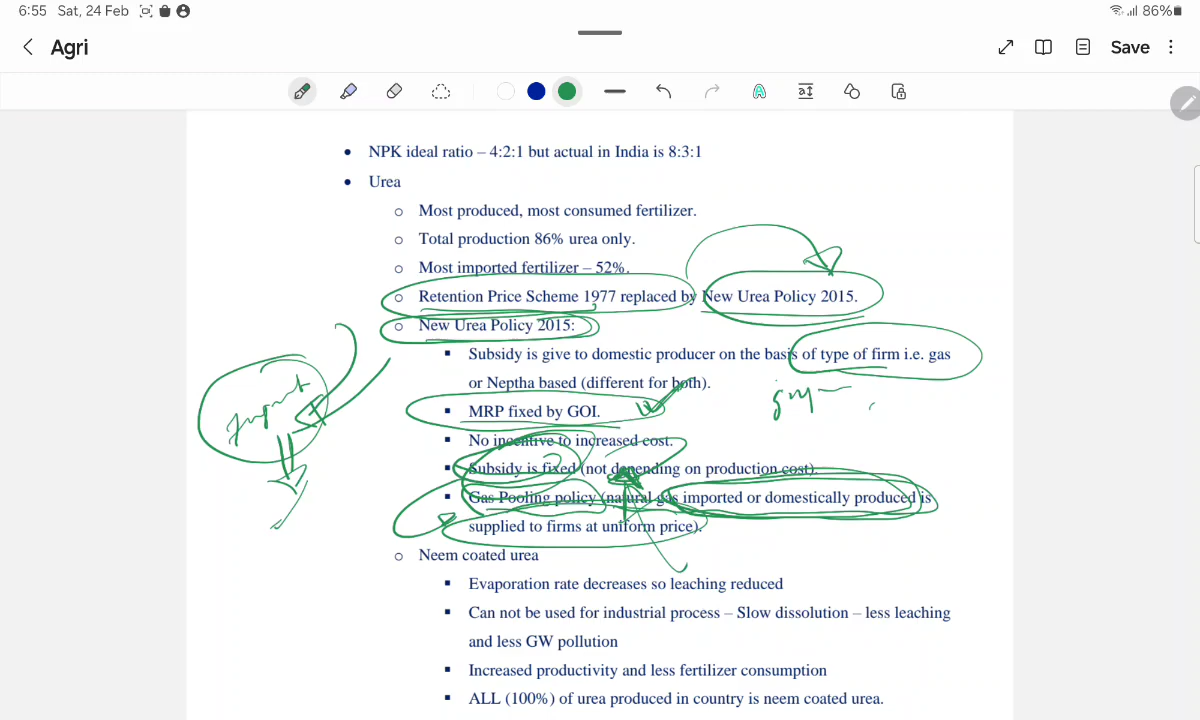 6:55 Sat, 24 Feb 86%
Agri Save
• NPK ideal ratio – 4:2:1 but actual in India is 8:3:1
• Urea
o Most produced, most consumed fertilizer.
o Total production 86% urea only.
o Most imported fertilizer – 52%.
o Retention Price Scheme 1977 replaced by New Urea Policy 2015.
o New Urea Policy 2015:
▪ Subsidy is give to domestic producer on the basis of type of firm i.e. gas
or Neptha based (different for both).
▪ MRP fixed by GOI.
▪ No incentive to increased cost.
▪ Subsidy is fixed (not depending on production cost).
▪ Gas Pooling policy (natural gas imported or domestically produced is
supplied to firms at uniform price).
o Neem coated urea
▪ Evaporation rate decreases so leaching reduced
▪ Can not be used for industrial process – Slow dissolution – less leaching
and less GW pollution
▪ Increased productivity and less fertilizer consumption
▪ ALL (100%) of urea produced in country is neem coated urea.